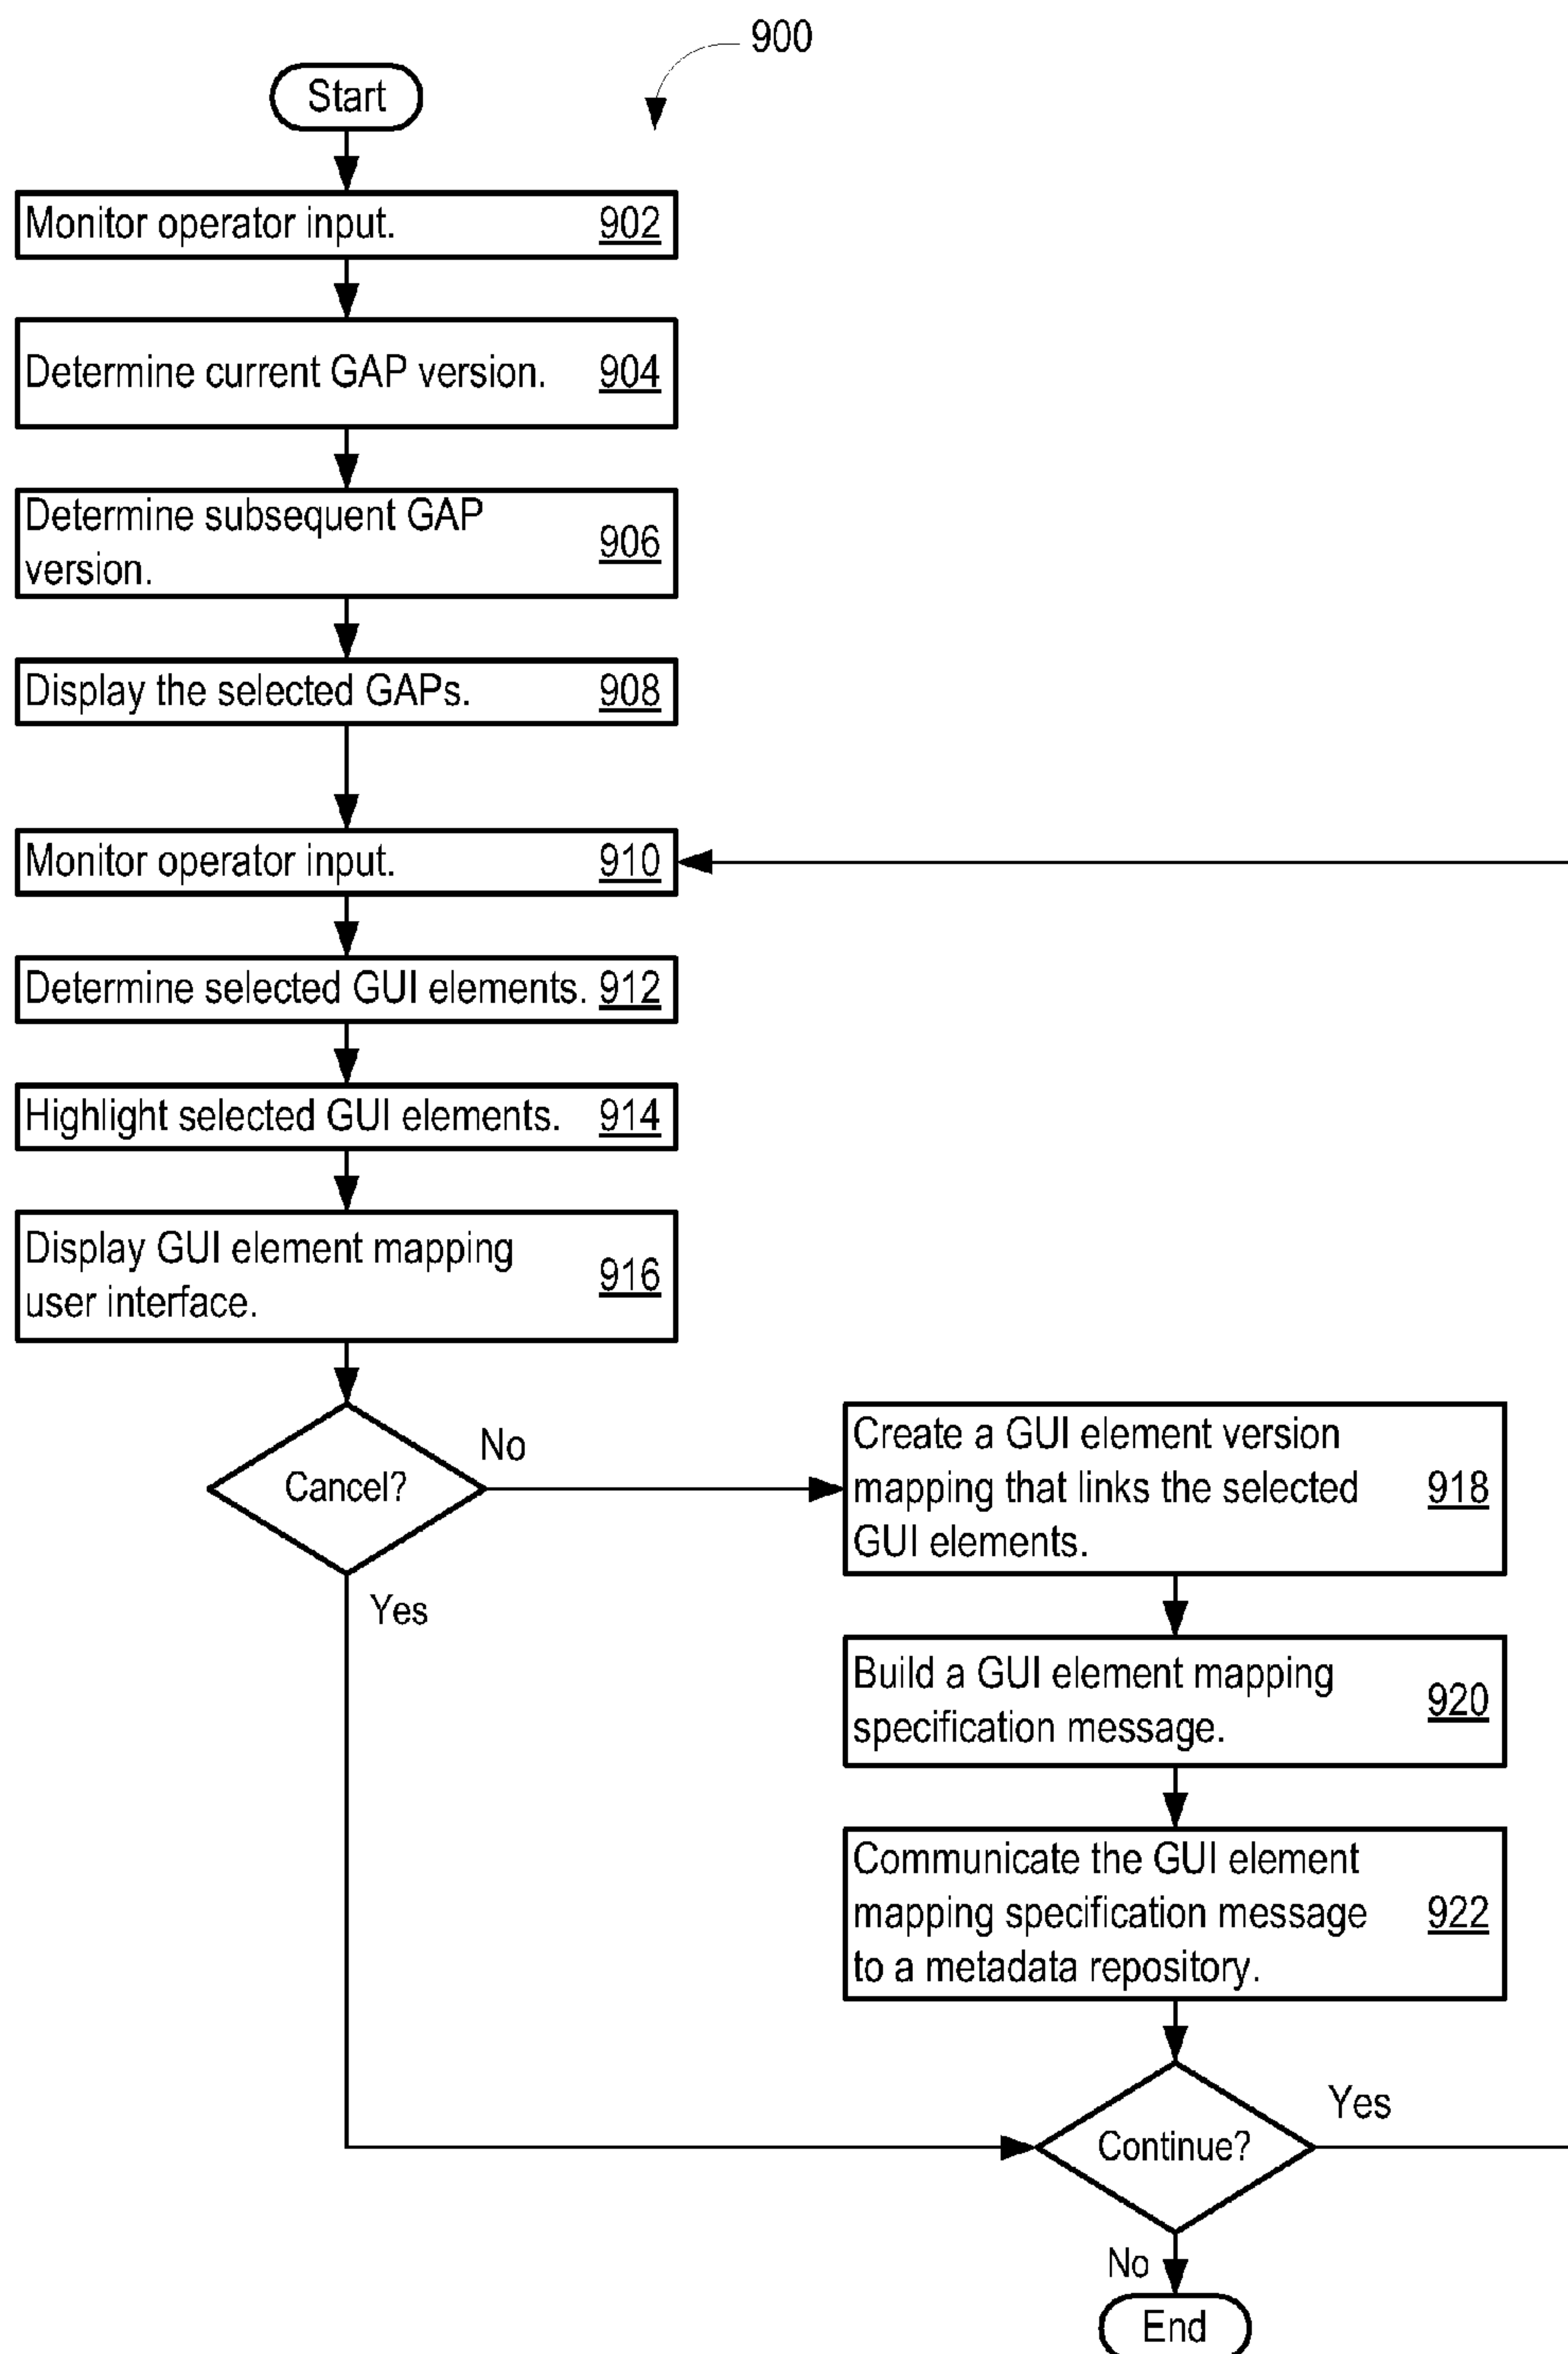 900
Start
Monitor operator input. 902
Determine current GAP version. 904
Determine subsequent GAP
version.
906
Display the selected GAPs. 908
Monitor operator input. 910
Determine selected GUI elements. 912
Highlight selected GUI elements. 914
Display GUI element mapping
user interface.
916
Cancel?
No
Yes
Create a GUI element version
mapping that links the selected
GUI elements.
918
Build a GUI element mapping
specification message.
920
Communicate the GUI element
mapping specification message
to a metadata repository.
922
Continue?
Yes
No
End